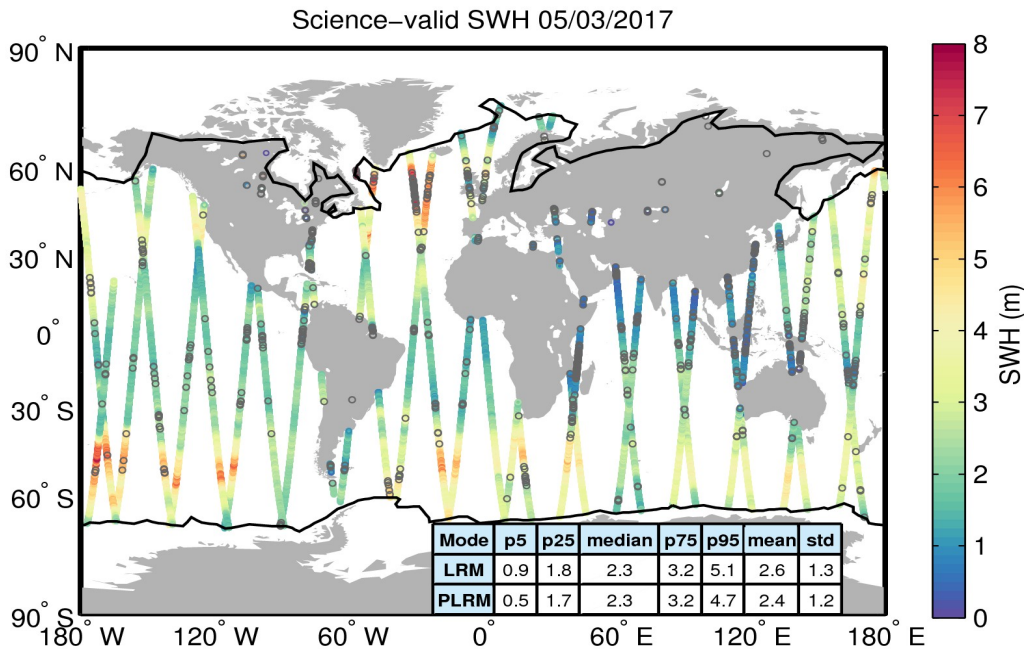 Science−valid SWH 05/03/2017
90° N
60° N
30° N
0°
30° S
60° S
90° S
180° W
120° W
60° W
0°
60° E
120° E
180° E
8
7
6
5
4
3
2
1
0
SWH (m)
Mode p5 p25 median p75 p95 mean std
LRM 0.9 1.8 2.3 3.2 5.1 2.6 1.3
PLRM 0.5 1.7 2.3 3.2 4.7 2.4 1.2